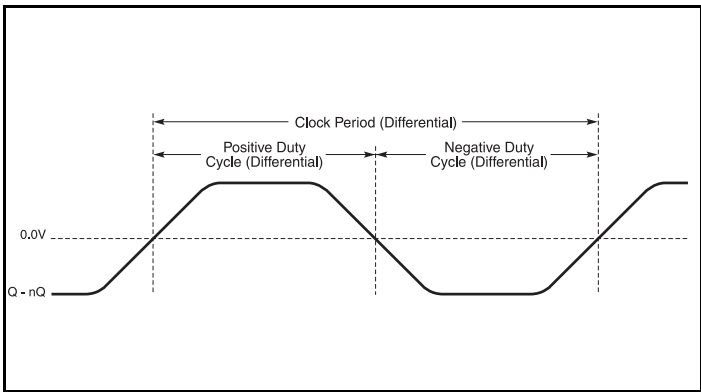 Clock Period (Differential)
Positive Duty
Cycle (Differential)
Negative Duty
Cycle (Differential)
0.0V
Q - nQ